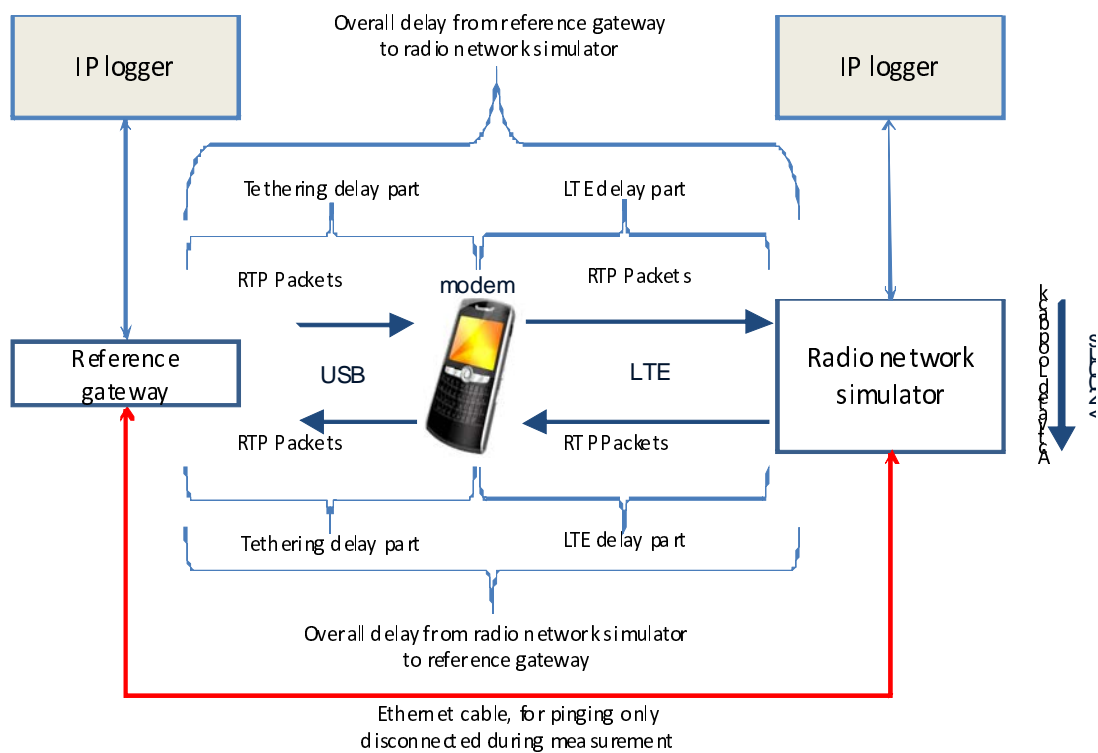 Overall delay from reference gateway
to radio network simulator
IP logger
IP logger
Tethering delay part
LTE delay part
RTP Packets
RTP Packets
modem
Reference
gateway
USB
LTE
Radio network
simulator
Activated Loopback
RTP Packets
RTP Packets
Tethering delay part
LTE delay part
Overall delay from radio network simulator
to reference gateway
Ethernet cable, for pinging only
disconnected during measurement